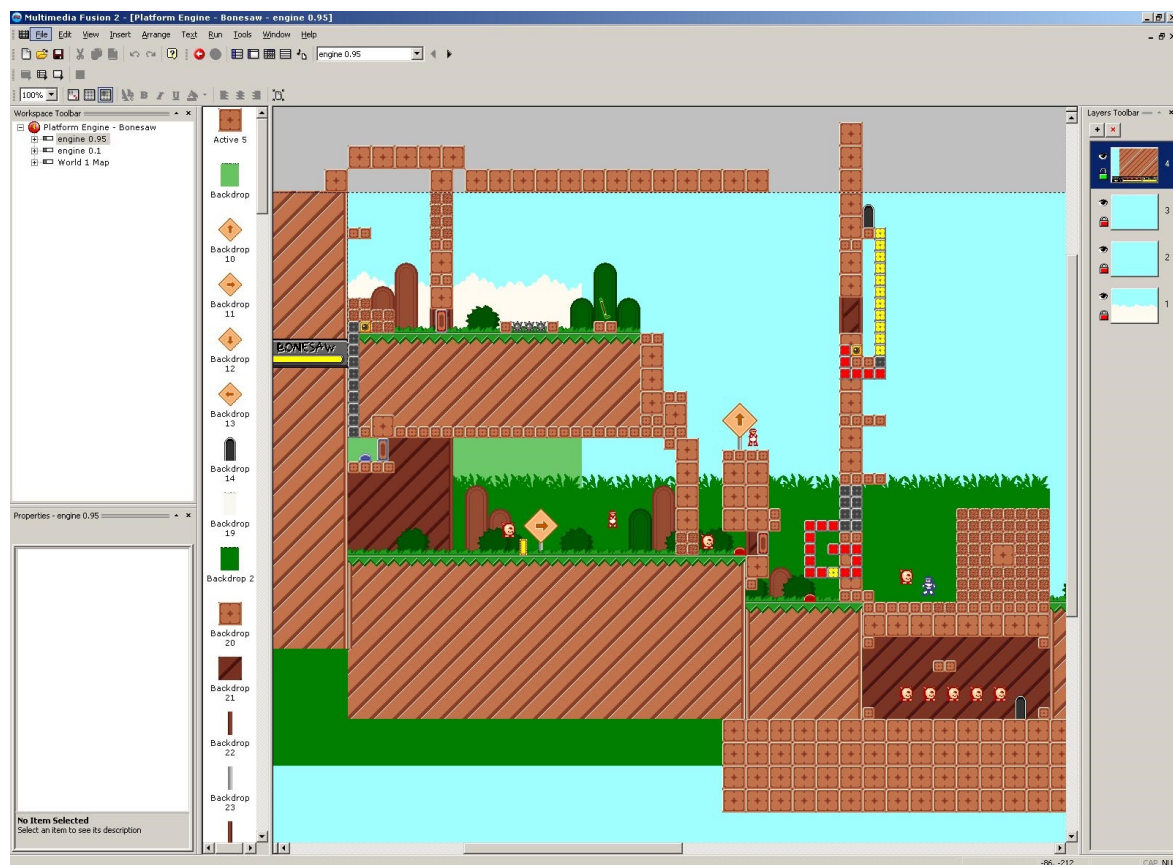 Multimedia Fusion 2 - [Platform Engine - Bonesaw - engine 0.95]
File Edit View Insert Arrange Text Run Tools Window Help
engine 0.95
100%
B I U A
Workspace Toolbar
Platform Engine - Bonesaw
engine 0.95
engine 0.1
World 1 Map
Properties - engine 0.95
No Item Selected
Select an item to see its description
Active 5
Backdrop
Backdrop
10
Backdrop
11
Backdrop
12
Backdrop
13
Backdrop
14
Backdrop
19
Backdrop 2
Backdrop
20
Backdrop
21
Backdrop
22
Backdrop
23
BONESAW
Layers Toolbar
4
3
2
1
-86, -212
CAP NU